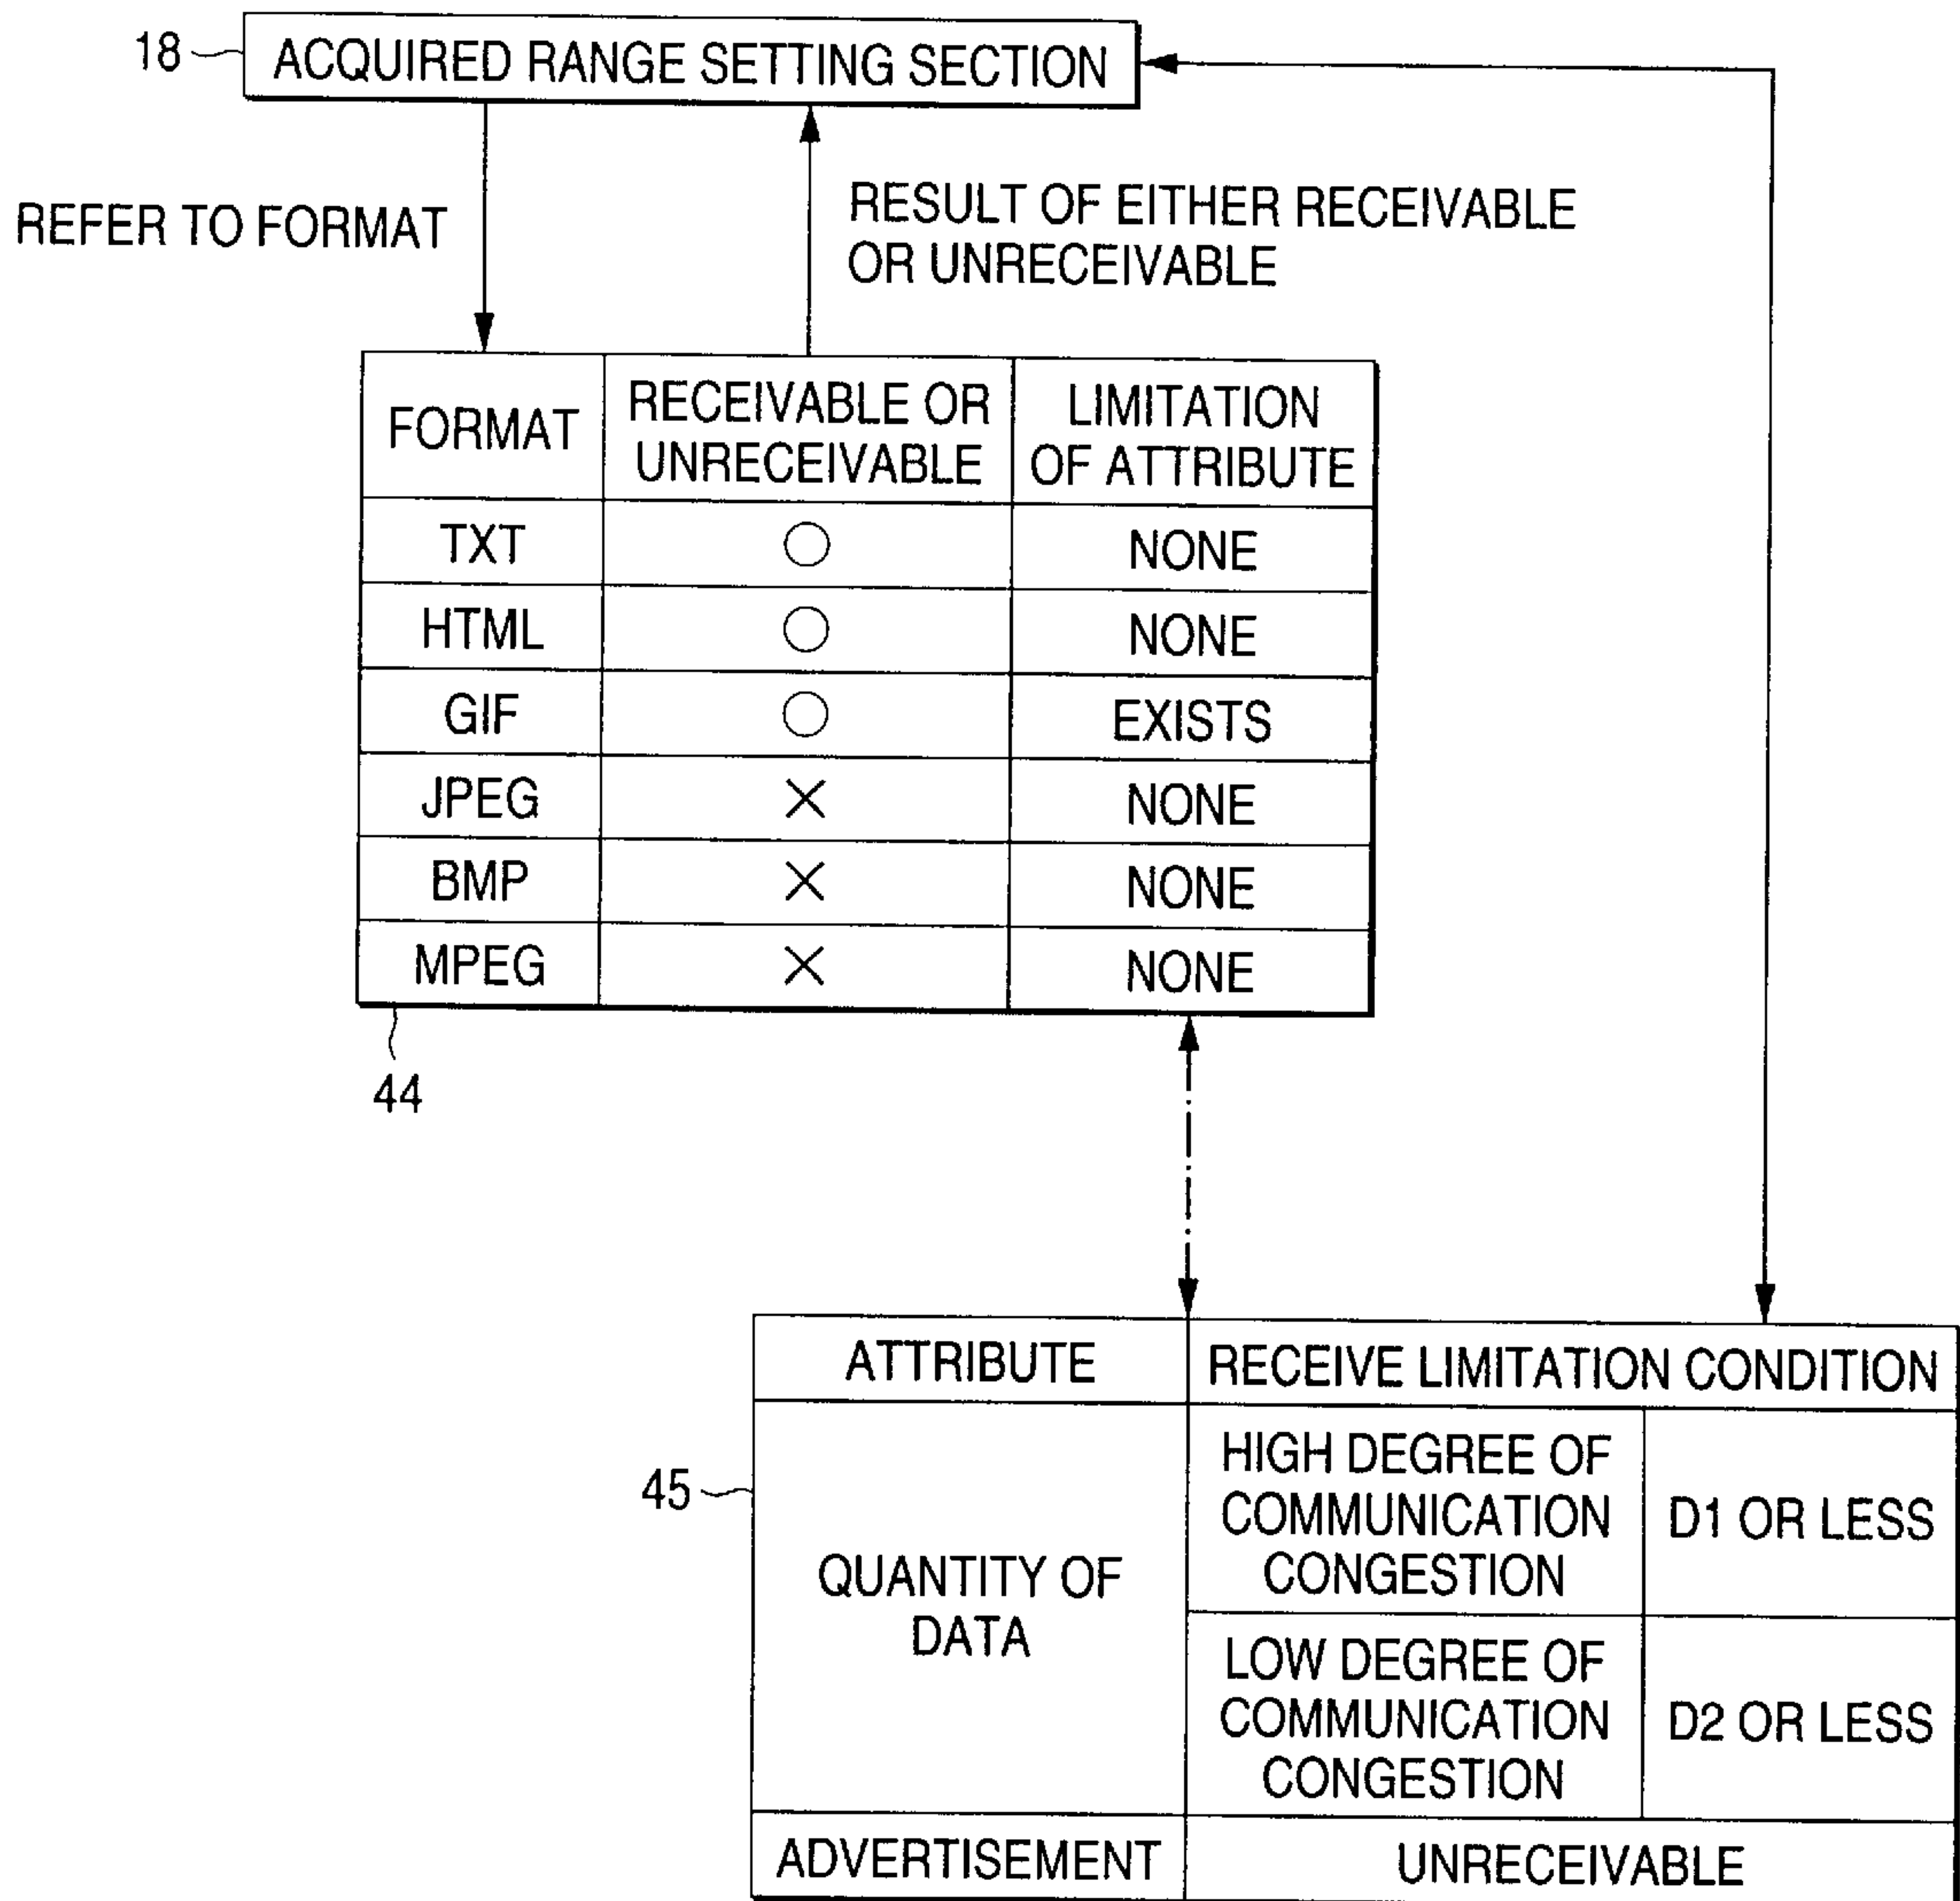 18
ACQUIRED RANGE SETTING SECTION
REFER TO FORMAT
RESULT OF EITHER RECEIVABLE
OR UNRECEIVABLE
FORMAT
RECEIVABLE OR
UNRECEIVABLE
LIMITATION
OF ATTRIBUTE
TXT
○
NONE
HTML
○
NONE
GIF
○
EXISTS
JPEG
×
NONE
BMP
×
NONE
MPEG
×
NONE
44
ATTRIBUTE
RECEIVE LIMITATION CONDITION
45
QUANTITY OF
DATA
HIGH DEGREE OF
COMMUNICATION
CONGESTION
D1 OR LESS
LOW DEGREE OF
COMMUNICATION
CONGESTION
D2 OR LESS
ADVERTISEMENT
UNRECEIVABLE